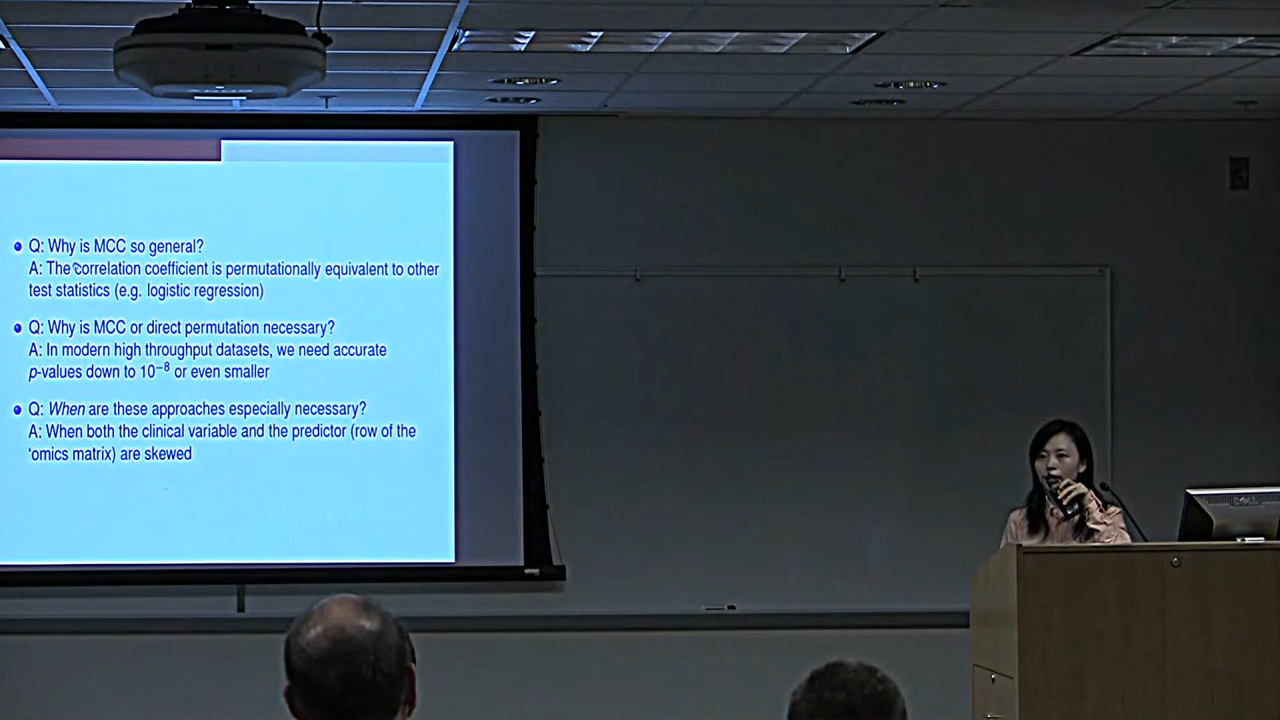 Q: Why is MCC so general?
A: The correlation coefficient is permutationally equivalent to other
test statistics (e.g. logistic regression)
Q: Why is MCC or direct permutation necessary?
A: In modern high throughput datasets, we need accurate
p-values down to 10⁻⁸ or even smaller
Q: When are these approaches especially necessary?
A: When both the clinical variable and the predictor (row of the
'omics matrix) are skewed
DELL